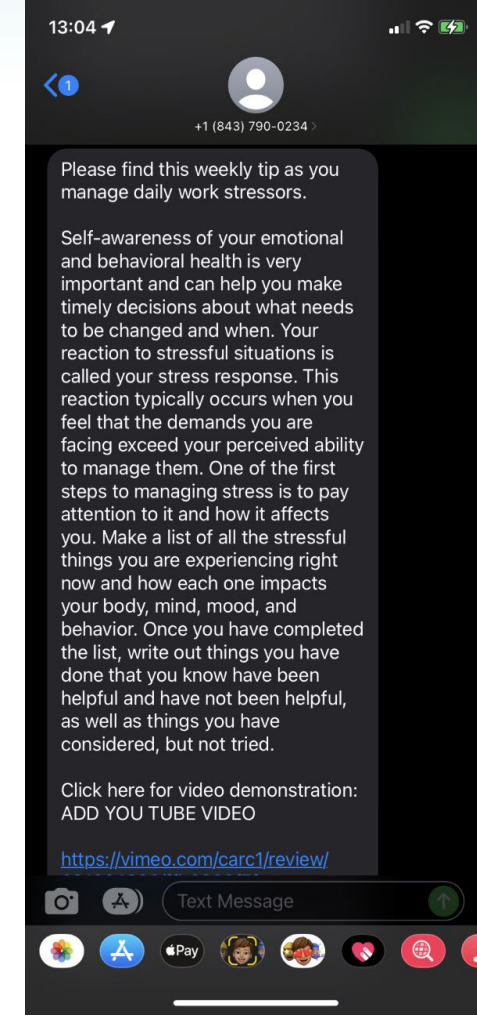 13:04
1
+1 (843) 790-0234 >
Please find this weekly tip as you
manage daily work stressors.
Self-awareness of your emotional
and behavioral health is very
important and can help you make
timely decisions about what needs
to be changed and when. Your
reaction to stressful situations is
called your stress response. This
reaction typically occurs when you
feel that the demands you are
facing exceed your perceived ability
to manage them. One of the first
steps to managing stress is to pay
attention to it and how it affects
you. Make a list of all the stressful
things you are experiencing right
now and how each one impacts
your body, mind, mood, and
behavior. Once you have completed
the list, write out things you have
done that you know have been
helpful and have not been helpful,
as well as things you have
considered, but not tried.
Click here for video demonstration:
ADD YOU TUBE VIDEO
https://vimeo.com/carc1/review/
Text Message
Pay